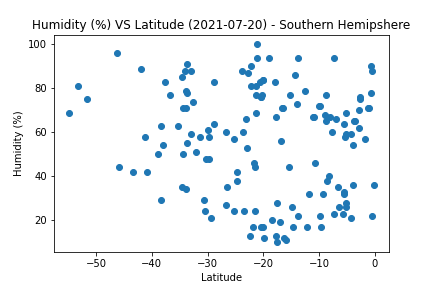 Humidity (%) VS Latitude (2021-07-20) - Southern Hemipshere
100
80
60
40
20
Humidity (%)
−50 −40 −30 −20 −10 0
Latitude